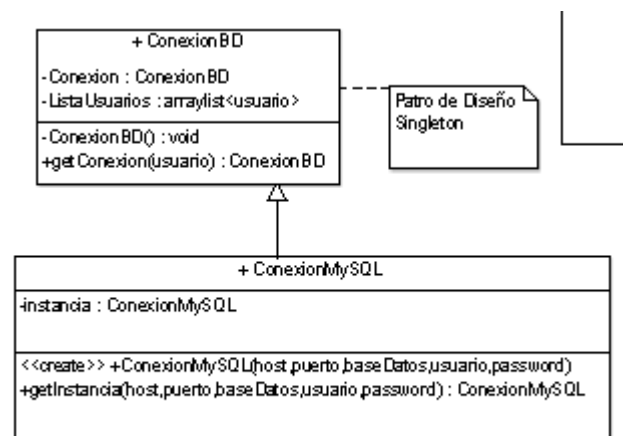 + ConexionBD
-Conexion : ConexionBD
-ListaUsuarios : arraylist<usuario>
-ConexionBD() : void
+getConexion(usuario) : ConexionBD
Patro de Diseño
Singleton
+ ConexionMySQL
-instancia : ConexionMySQL
<<create>> +ConexionMySQL(host,puerto,baseDatos,usuario,password)
+getInstancia(host,puerto,baseDatos,usuario,password) : ConexionMySQL